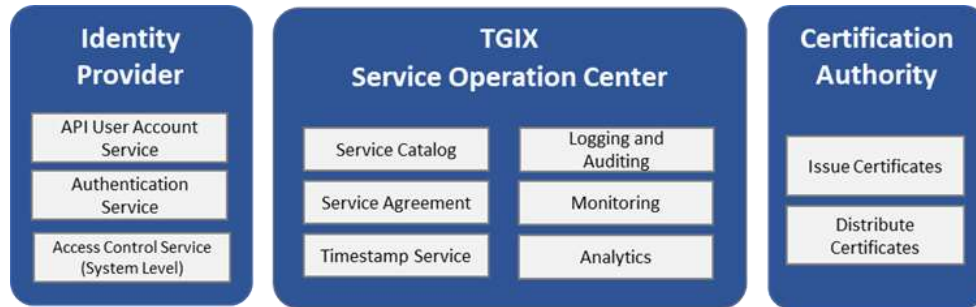 Identity
Provider
API User Account
Service
Authentication
Service
Access Control Service
(System Level)
TGIX
Service Operation Center
Service Catalog
Service Agreement
Timestamp Service
Logging and
Auditing
Monitoring
Analytics
Certification
Authority
Issue Certificates
Distribute
Certificates